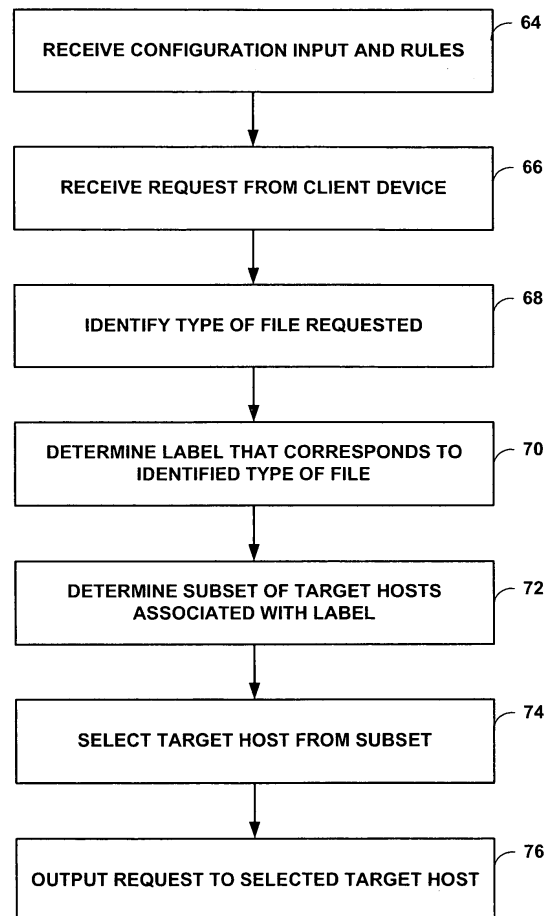 RECEIVE CONFIGURATION INPUT AND RULES
64
RECEIVE REQUEST FROM CLIENT DEVICE
66
IDENTIFY TYPE OF FILE REQUESTED
68
DETERMINE LABEL THAT CORRESPONDS TO
IDENTIFIED TYPE OF FILE
70
DETERMINE SUBSET OF TARGET HOSTS
ASSOCIATED WITH LABEL
72
SELECT TARGET HOST FROM SUBSET
74
OUTPUT REQUEST TO SELECTED TARGET HOST
76